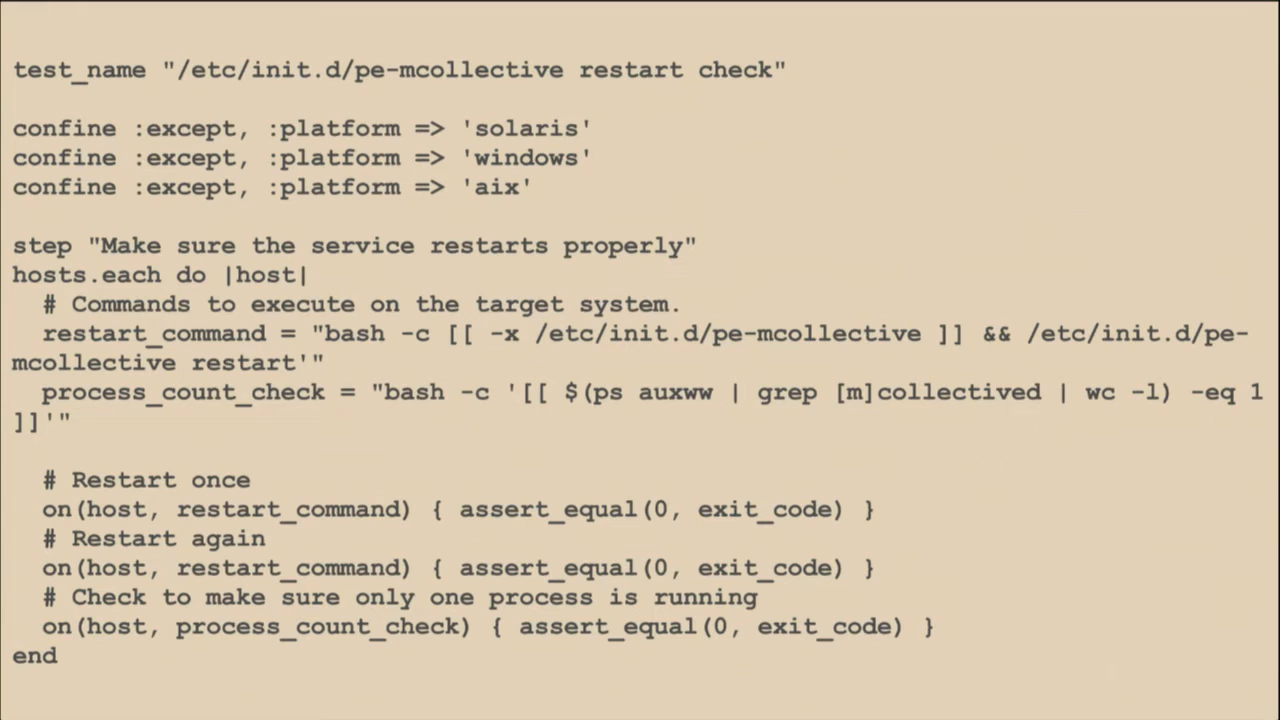 test_name "/etc/init.d/pe-mcollective restart check"
confine :except, :platform => 'solaris'
confine :except, :platform => 'windows'
confine :except, :platform => 'aix'
step "Make sure the service restarts properly"
hosts.each do |host|
  # Commands to execute on the target system.
  restart_command = "bash -c [[ -x /etc/init.d/pe-mcollective ]] && /etc/init.d/pe-
mcollective restart'"
  process_count_check = "bash -c '[[ $(ps auxww | grep [m]collectived | wc -l) -eq 1
]]'"
  # Restart once
  on(host, restart_command) { assert_equal(0, exit_code) }
  # Restart again
  on(host, restart_command) { assert_equal(0, exit_code) }
  # Check to make sure only one process is running
  on(host, process_count_check) { assert_equal(0, exit_code) }
end